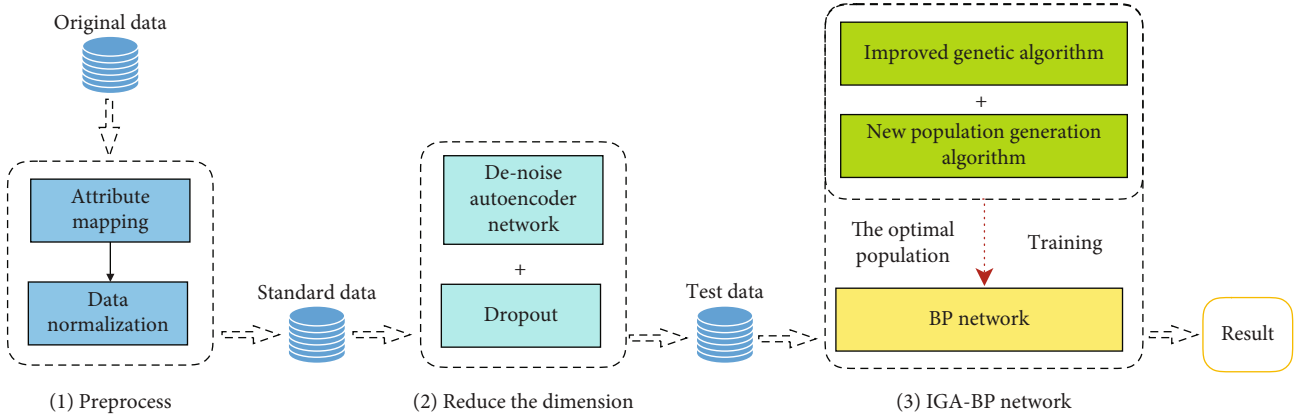 Original data
Attribute
mapping
Data
normalization
(1) Preprocess
Standard data
De-noise
autoencoder
network
+
Dropout
(2) Reduce the dimension
Test data
Improved genetic algorithm
+
New population generation
algorithm
The optimal
population
Training
BP network
(3) IGA-BP network
Result